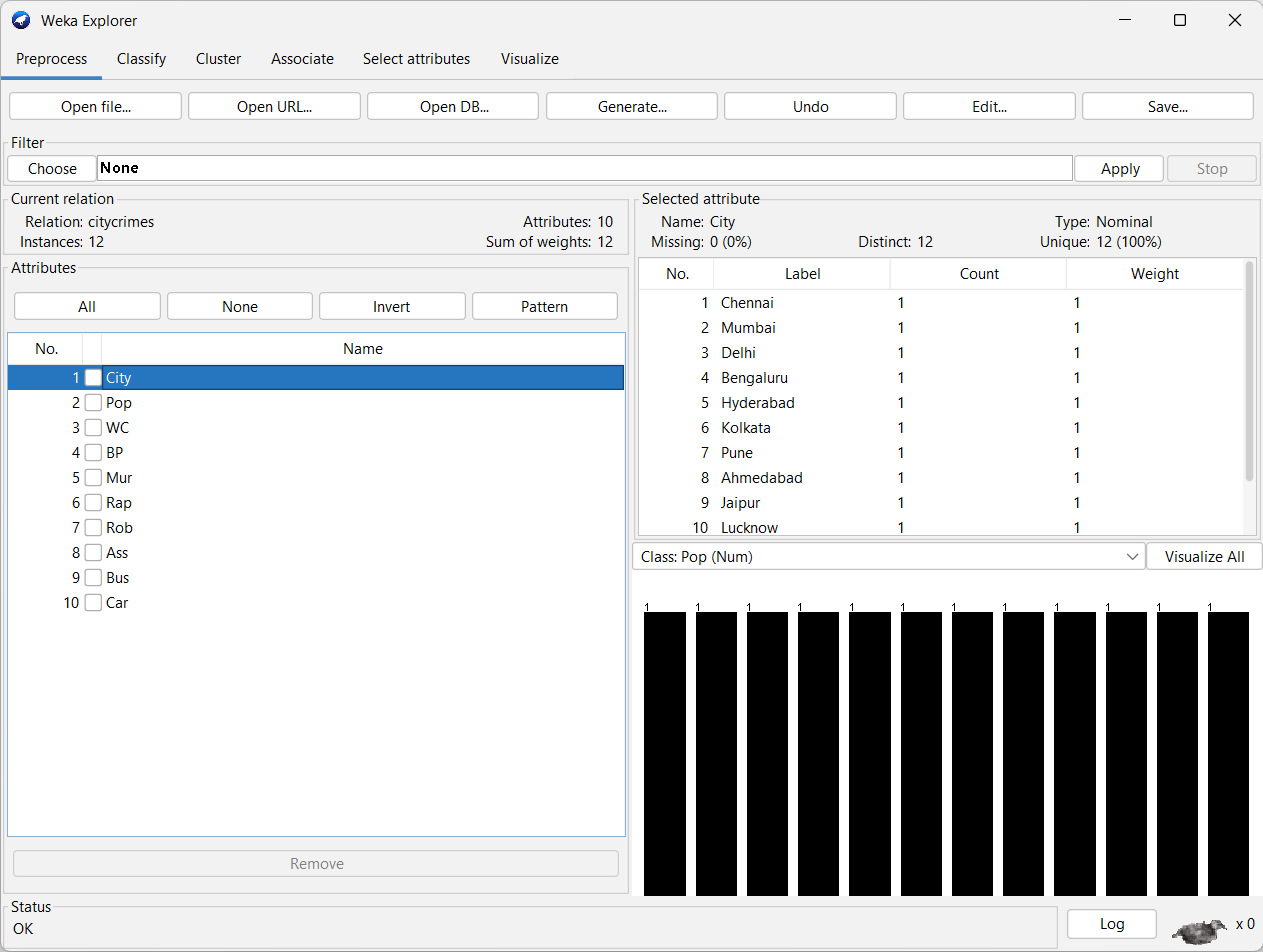 Weka Explorer
Preprocess Classify Cluster Associate Select attributes Visualize
Open file... Open URL... Open DB... Generate... Undo Edit... Save...
Filter
Choose None Apply Stop
Current relation
Relation: citycrimes Attributes: 10
Instances: 12 Sum of weights: 12
Attributes
All None Invert Pattern
No. Name
1 City
2 Pop
3 WC
4 BP
5 Mur
6 Rap
7 Rob
8 Ass
9 Bus
10 Car
Remove
Selected attribute
Name: City Type: Nominal
Missing: 0 (0%) Distinct: 12 Unique: 12 (100%)
No. Label Count Weight
1 Chennai 1 1
2 Mumbai 1 1
3 Delhi 1 1
4 Bengaluru 1 1
5 Hyderabad 1 1
6 Kolkata 1 1
7 Pune 1 1
8 Ahmedabad 1 1
9 Jaipur 1 1
10 Lucknow 1 1
Class: Pop (Num) Visualize All
1 1 1 1 1 1 1 1 1 1 1 1
Status
OK
Log x 0